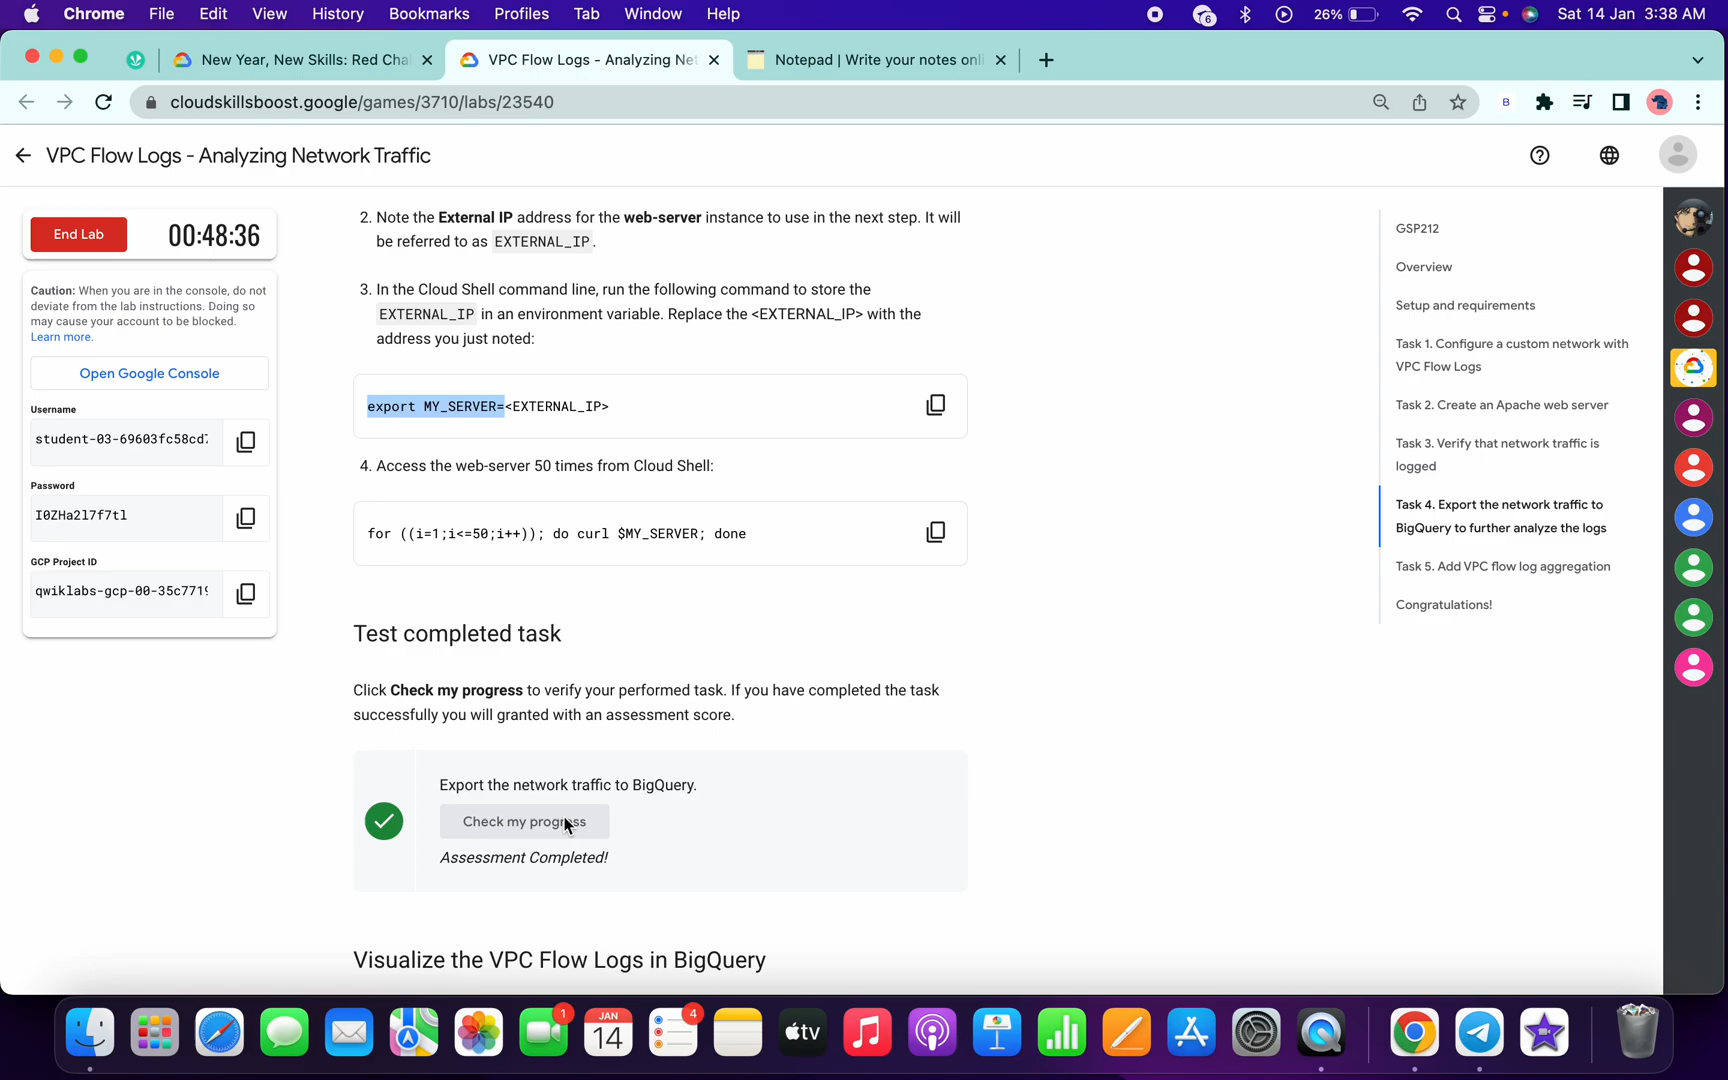 Chrome File Edit View History Bookmarks Profiles Tab Window Help 6 26% Sat 14 Jan 3:38 AM
New Year, New Skills: Red Cha
VPC Flow Logs - Analyzing Net
Notepad | Write your notes onli
cloudskillsboost.google/games/3710/labs/23540
B
VPC Flow Logs - Analyzing Network Traffic
End Lab
00:48:36
Caution: When you are in the console, do not
deviate from the lab instructions. Doing so
may cause your account to be blocked.
Learn more.
Open Google Console
Username
student-03-69603fc58cd
Password
I0ZHa2l7f7tl
GCP Project ID
qwiklabs-gcp-00-35c7719
2. Note the External IP address for the web-server instance to use in the next step. It will
be referred to as EXTERNAL_IP.
3. In the Cloud Shell command line, run the following command to store the
EXTERNAL_IP in an environment variable. Replace the <EXTERNAL_IP> with the
address you just noted:
export MY_SERVER=<EXTERNAL_IP>
4. Access the web-server 50 times from Cloud Shell:
for ((i=1;i<=50;i++)); do curl $MY_SERVER; done
Test completed task
Click Check my progress to verify your performed task. If you have completed the task
successfully you will granted with an assessment score.
Export the network traffic to BigQuery.
Check my progress
Assessment Completed!
Visualize the VPC Flow Logs in BigQuery
GSP212
Overview
Setup and requirements
Task 1. Configure a custom network with
VPC Flow Logs
Task 2. Create an Apache web server
Task 3. Verify that network traffic is
logged
Task 4. Export the network traffic to
BigQuery to further analyze the logs
Task 5. Add VPC flow log aggregation
Congratulations!
1
JAN
14
4
tv